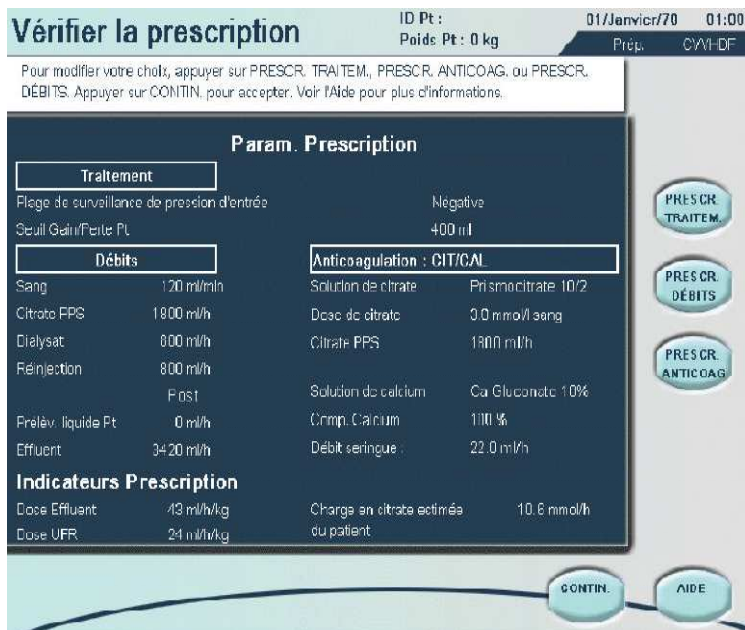 Vérifier la prescription
ID Pt :
Poids Pt : 0 kg
01/Janvier/70 01:00
Prép. CVVHDF
Pour modifier votre choix, appuyer sur PRESCR. TRAITEM., PRESCR. ANTICOAG. ou PRESCR.
DÉBITS. Appuyer sur CONTIN. pour accepter. Voir l'Aide pour plus d'informations.
Param. Prescription
Traitement
Plage de surveillance de pression d'entrée Négative
Seuil Gain/Perte Pt 400 ml
Débits
Sang 120 ml/min
Citrate PPS 1800 ml/h
Dialysat 800 ml/h
Réinjection 800 ml/h
Post
Prélèv. liquide Pt 0 ml/h
Effluent 3420 ml/h
Anticoagulation : CIT/CAL
Solution de citrate Prismocitrate 10/2
Dose de citrate 3.0 mmol/l sang
Citrate PPS 1800 ml/h
Solution de calcium Ca Gluconate 10%
Comp. Calcium 100 %
Débit seringue : 22.0 ml/h
Indicateurs Prescription
Dose Effluent 43 ml/h/kg
Dose UFR 24 ml/h/kg
Charge en citrate estimée 10.6 mmol/h
du patient
PRESCR.
TRAITEM.
PRESCR.
DÉBITS
PRESCR.
ANTICOAG
CONTIN.
AIDE